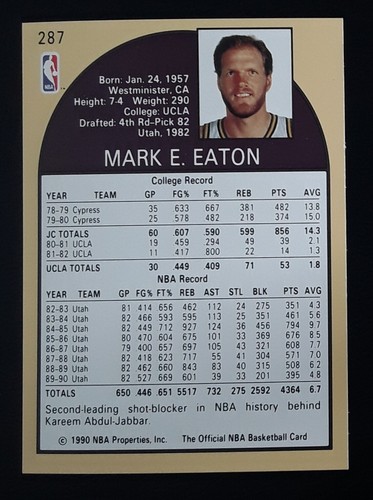 287
NBA
Born: Jan. 24, 1957
Westminister, CA
Height: 7-4 Weight: 290
College: UCLA
Drafted: 4th Rd-Pick 82
Utah, 1982
MARK E. EATON
College Record
YEAR TEAM GP FG% FT% REB PTS AVG
78-79 Cypress 35 .633 .667 381 482 13.8
79-80 Cypress 25 .578 .482 218 374 15.0
JC TOTALS 60 .607 .590 599 856 14.3
80-81 UCLA 19 .459 .294 49 39 2.1
81-82 UCLA 11 .417 .800 22 14 1.3
UCLA TOTALS 30 .449 .409 71 53 1.8
NBA Record
YEAR TEAM GP FG% FT% REB AST STL BLK PTS AVG
82-83 Utah 81 .414 .656 462 112 24 275 351 4.3
83-84 Utah 82 .466 .593 595 113 25 351 461 5.6
84-85 Utah 82 .449 .712 927 124 36 456 794 9.7
85-86 Utah 80 .470 .604 675 101 33 369 676 8.5
86-87 Utah 79 .400 .657 697 105 43 321 608 7.7
87-88 Utah 82 .418 .623 717 55 41 304 571 7.0
88-89 Utah 82 .462 .660 843 83 40 315 508 6.2
89-90 Utah 82 .527 .669 601 39 33 201 395 4.8
TOTALS 650 .446 .651 5517 732 275 2592 4364 6.7
Second-leading shot-blocker in NBA history behind
Kareem Abdul-Jabbar.
© 1990 NBA Properties, Inc. The Official NBA Basketball Card